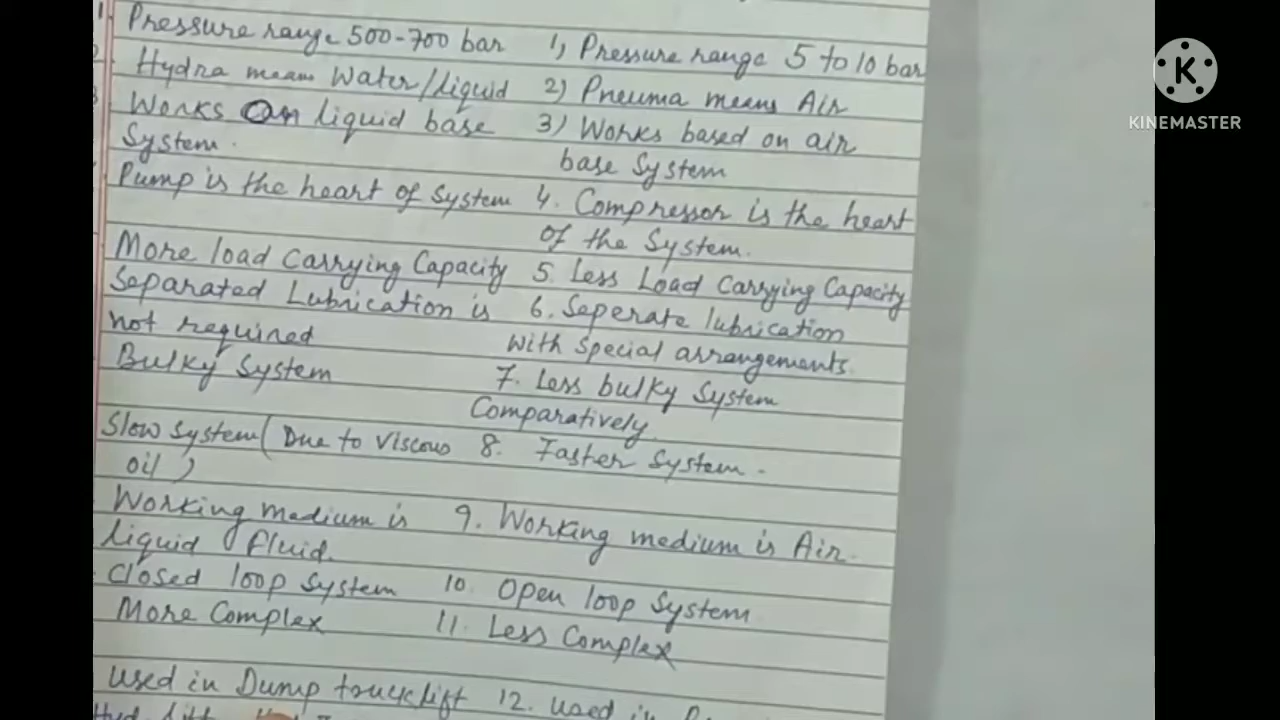 1. Pressure range 500-700 bar 1) Pressure range 5 to 10 bar
2 Hydra means Water/liquid 2) Pneuma means Air
3 Works on liquid base 3) Works based on air
System. base System
Pump is the heart of System 4. Compressor is the heart
of the System.
More load Carrying Capacity 5. Less Load Carrying Capacity
Separated Lubrication is 6. Seperate lubrication
not required with special arrangements.
Bulky System 7. Less bulky System
Comparatively.
Slow System ( Due to Viscous 8. Faster System -
oil )
Working medium is 9. Working medium is Air.
liquid fluid.
Closed loop System 10. Open loop System
More Complex 11. Less Complex
Used in Dump truck lift 12. Used in
K
KINEMASTER